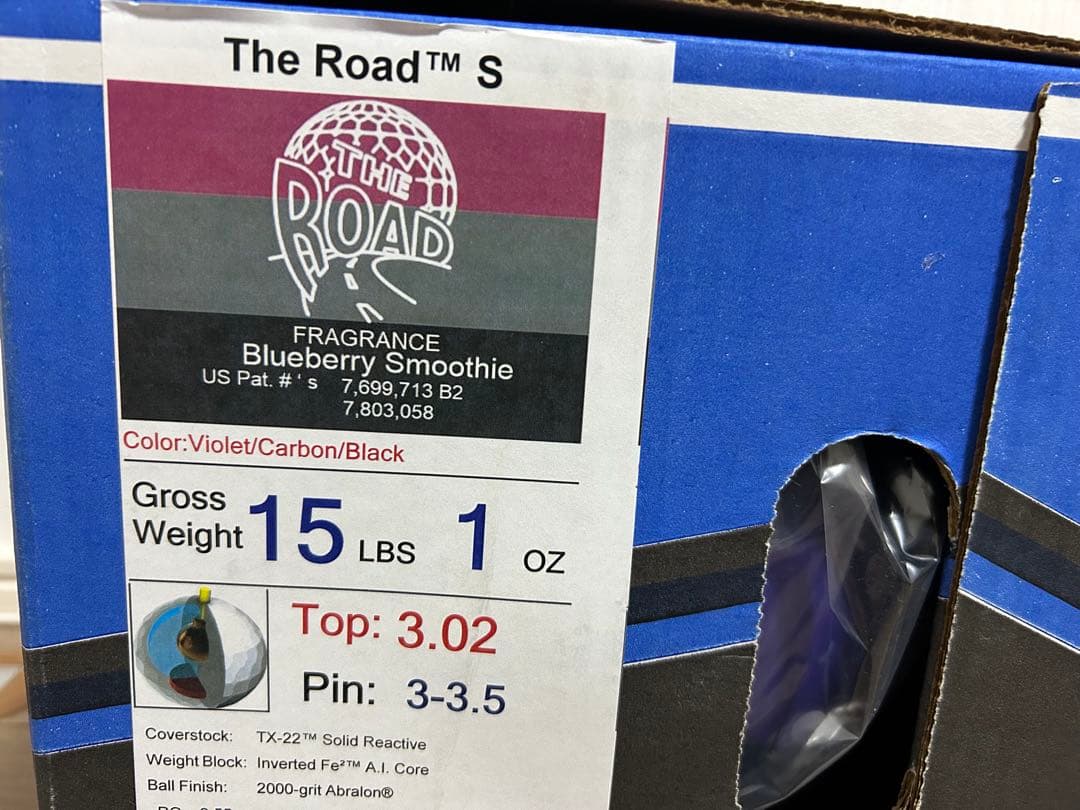 The Road™ S
THE
ROAD
FRAGRANCE
Blueberry Smoothie
US Pat. #'s 7,699,713 B2
7,803,058
Color:Violet/Carbon/Black
Gross Weight 15 LBS 1 OZ
Top: 3.02
Pin: 3-3.5
Coverstock: TX-22™ Solid Reactive
Weight Block: Inverted Fe²™ A.I. Core
Ball Finish: 2000-grit Abralon®